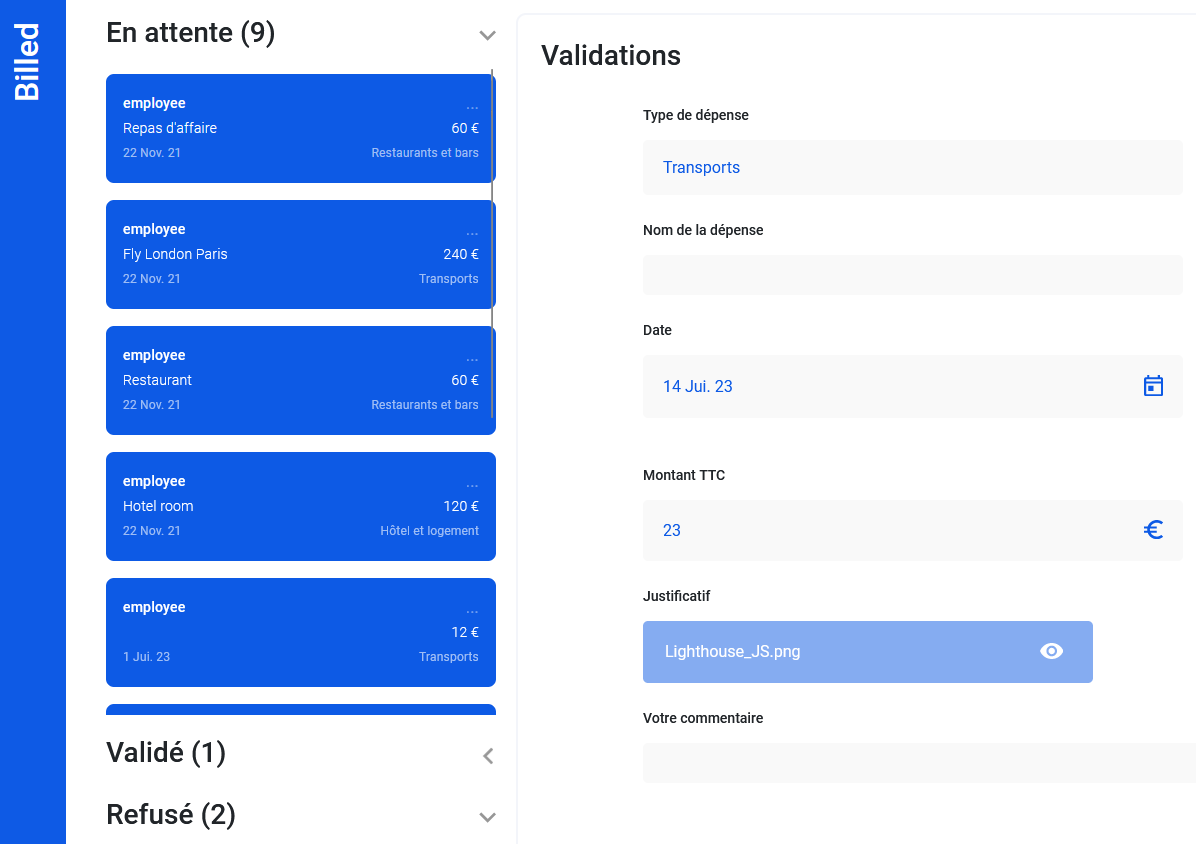 Billed
En attente (9)
employee
...
Repas d'affaire
60 €
22 Nov. 21
Restaurants et bars
employee
...
Fly London Paris
240 €
22 Nov. 21
Transports
employee
...
Restaurant
60 €
22 Nov. 21
Restaurants et bars
employee
...
Hotel room
120 €
22 Nov. 21
Hôtel et logement
employee
...
12 €
1 Jui. 23
Transports
Validé (1)
Refusé (2)
Validations
Type de dépense
Transports
Nom de la dépense
Date
14 Jui. 23
Montant TTC
23
€
Justificatif
Lighthouse_JS.png
Votre commentaire